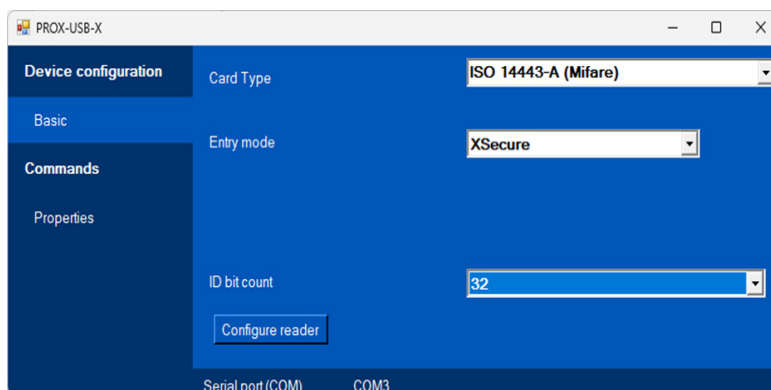 PROX-USB-X
Device configuration
Basic
Commands
Properties
Card Type
ISO 14443-A (Mifare)
Entry mode
XSecure
ID bit count
32
Configure reader
Serial port (COM)
COM3